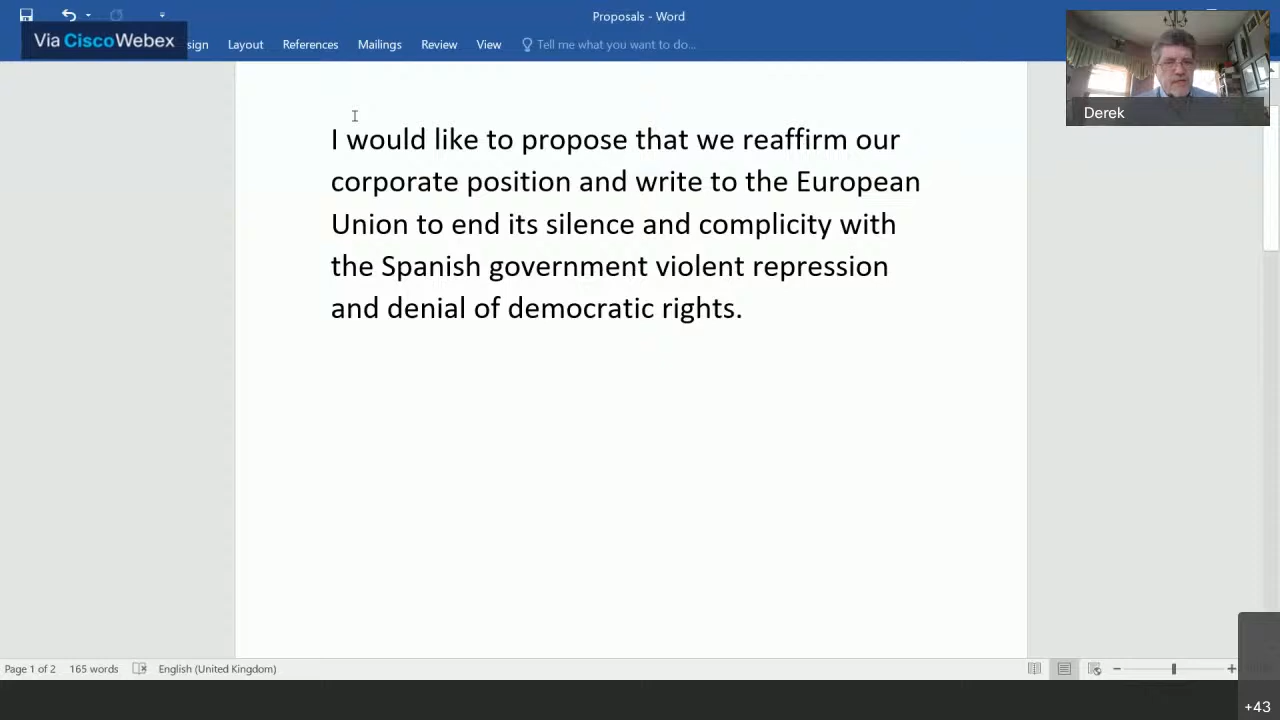 Proposals - Word
Via CiscoWebex
sign Layout References Mailings Review View Tell me what you want to do...
Derek
I would like to propose that we reaffirm our
corporate position and write to the European
Union to end its silence and complicity with
the Spanish government violent repression
and denial of democratic rights.
Page 1 of 2 165 words English (United Kingdom)
+43